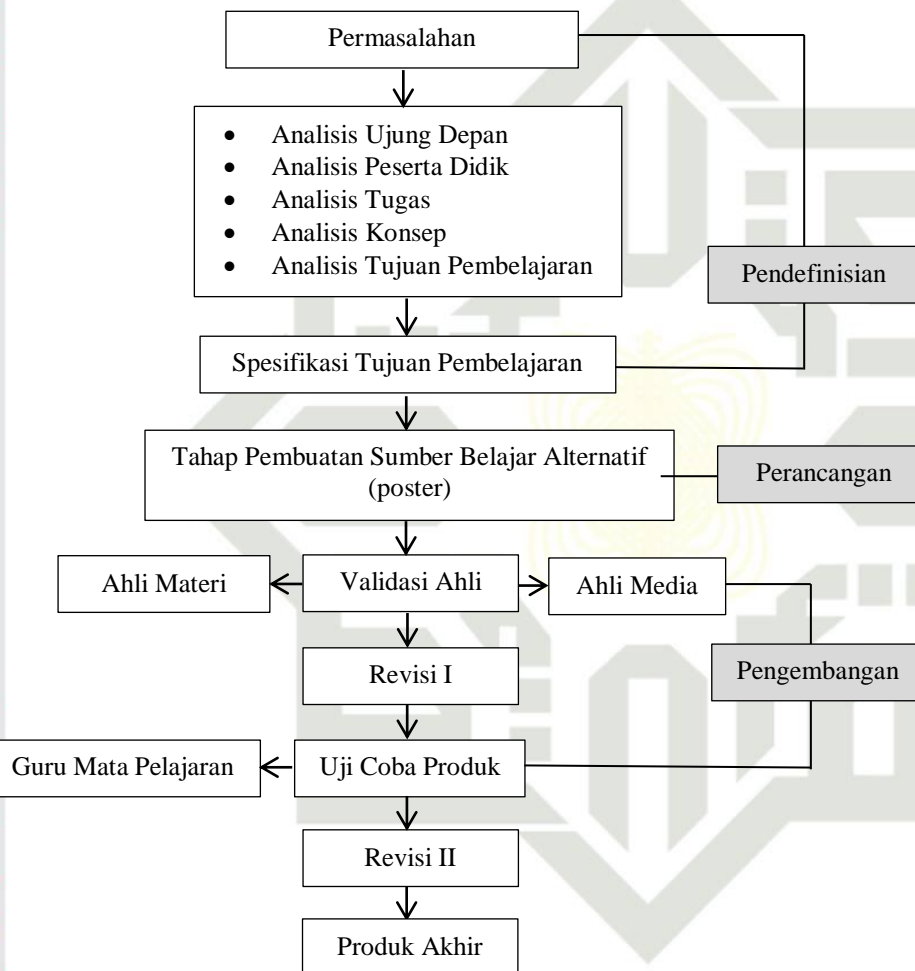 Permasalahan
• Analisis Ujung Depan
• Analisis Peserta Didik
• Analisis Tugas
• Analisis Konsep
• Analisis Tujuan Pembelajaran
Pendefinisian
Spesifikasi Tujuan Pembelajaran
Tahap Pembuatan Sumber Belajar Alternatif
(poster)
Perancangan
Ahli Materi
Validasi Ahli
Ahli Media
Revisi I
Pengembangan
Guru Mata Pelajaran
Uji Coba Produk
Revisi II
Produk Akhir